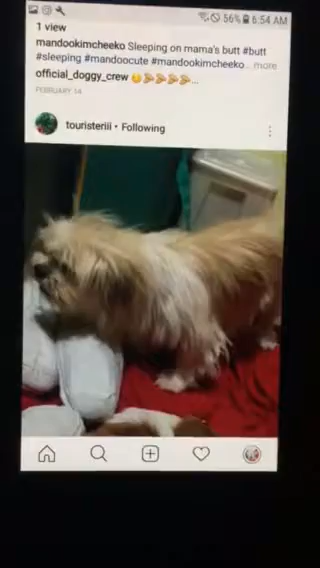 56% 6:54 AM
1 view
mandookimcheeko Sleeping on mama's butt #butt
#sleeping #mandoocute #mandookimcheeko... more
official_doggy_crew 😊🐕🐕🐕🐕...
FEBRUARY 14
touristeriii • Following